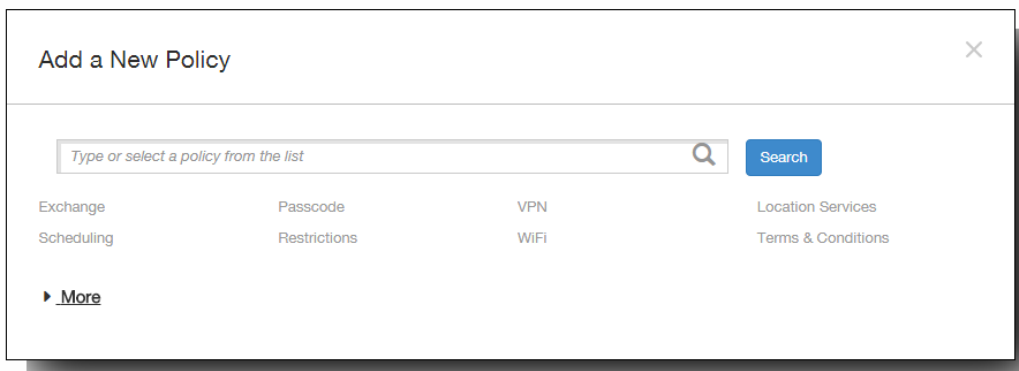 Add a New Policy
Type or select a policy from the list
Search
Exchange Passcode VPN Location Services
Scheduling Restrictions WiFi Terms & Conditions
More